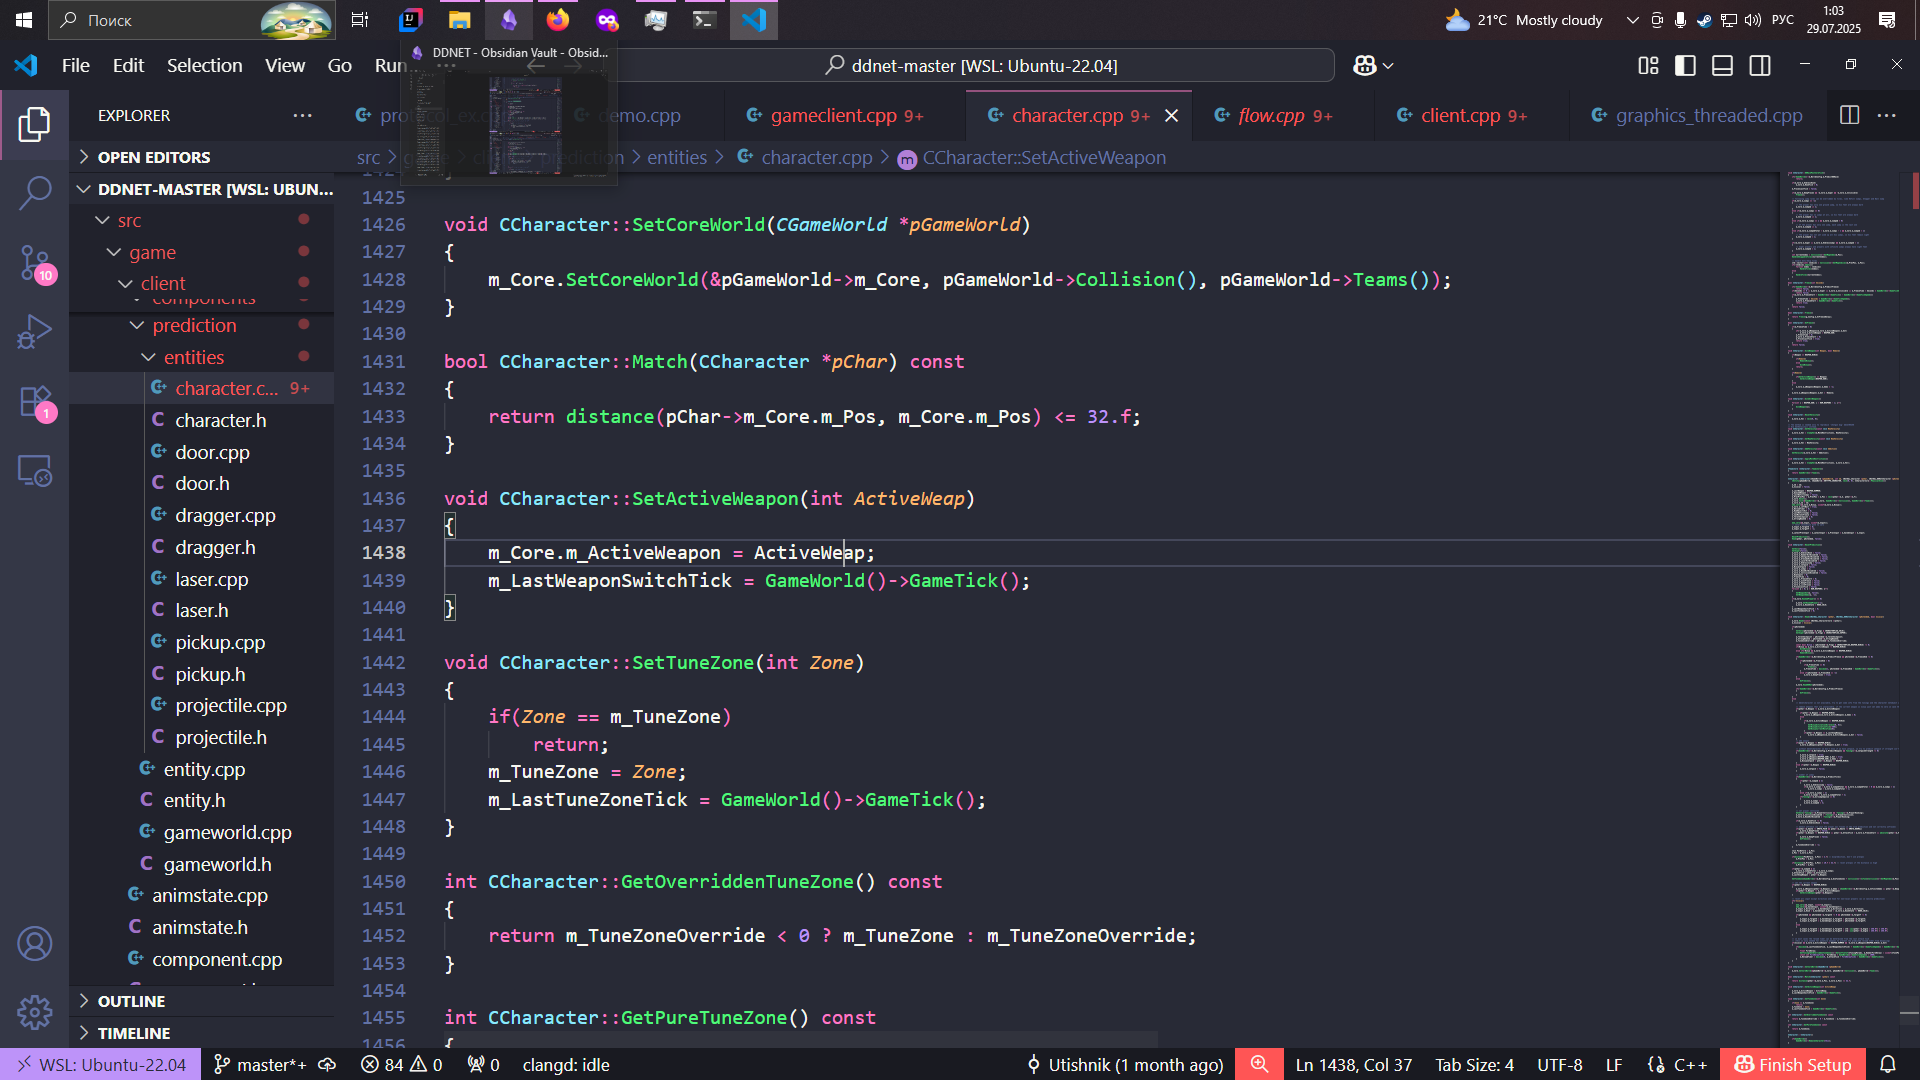 Поиск
21°C Mostly cloudy
РУС
1:03
29.07.2025
DDNET - Obsidian Vault - Obsid...
File Edit Selection View Go Run
ddnet-master [WSL: Ubuntu-22.04]
EXPLORER
demo.cpp
gameclient.cpp 9+
character.cpp 9+
flow.cpp 9+
client.cpp 9+
graphics_threaded.cpp
OPEN EDITORS
src > entities > character.cpp > CCharacter::SetActiveWeapon
DDNET-MASTER [WSL: UBUN...
src
game
client
components
prediction
entities
character.c... 9+
character.h
door.cpp
door.h
dragger.cpp
dragger.h
laser.cpp
laser.h
pickup.cpp
pickup.h
projectile.cpp
projectile.h
entity.cpp
entity.h
gameworld.cpp
gameworld.h
animstate.cpp
animstate.h
component.cpp
OUTLINE
TIMELINE
10
1
1425
1426 void CCharacter::SetCoreWorld(CGameWorld *pGameWorld)
1427 {
1428 m_Core.SetCoreWorld(&pGameWorld->m_Core, pGameWorld->Collision(), pGameWorld->Teams());
1429 }
1430
1431 bool CCharacter::Match(CCharacter *pChar) const
1432 {
1433 return distance(pChar->m_Core.m_Pos, m_Core.m_Pos) <= 32.f;
1434 }
1435
1436 void CCharacter::SetActiveWeapon(int ActiveWeap)
1437 {
1438 m_Core.m_ActiveWeapon = ActiveWeap;
1439 m_LastWeaponSwitchTick = GameWorld()->GameTick();
1440 }
1441
1442 void CCharacter::SetTuneZone(int Zone)
1443 {
1444 if(Zone == m_TuneZone)
1445 return;
1446 m_TuneZone = Zone;
1447 m_LastTuneZoneTick = GameWorld()->GameTick();
1448 }
1449
1450 int CCharacter::GetOverriddenTuneZone() const
1451 {
1452 return m_TuneZoneOverride < 0 ? m_TuneZone : m_TuneZoneOverride;
1453 }
1454
1455 int CCharacter::GetPureTuneZone() const
1456 {
WSL: Ubuntu-22.04 master*+ 84 0 0 clangd: idle Utishnik (1 month ago) Ln 1438, Col 37 Tab Size: 4 UTF-8 LF C++ Finish Setup